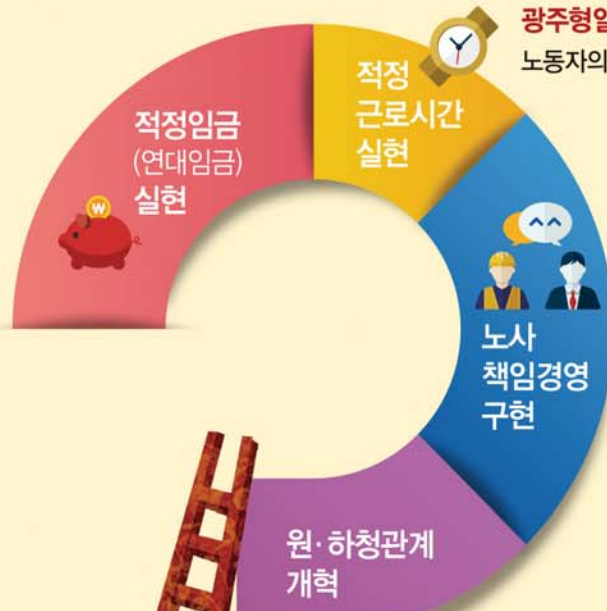 광주형일
노동자의
적정임금
(연대임금)
실현
적정
근로시간
실현
노사
책임경영
구현
원·하청관계
개혁